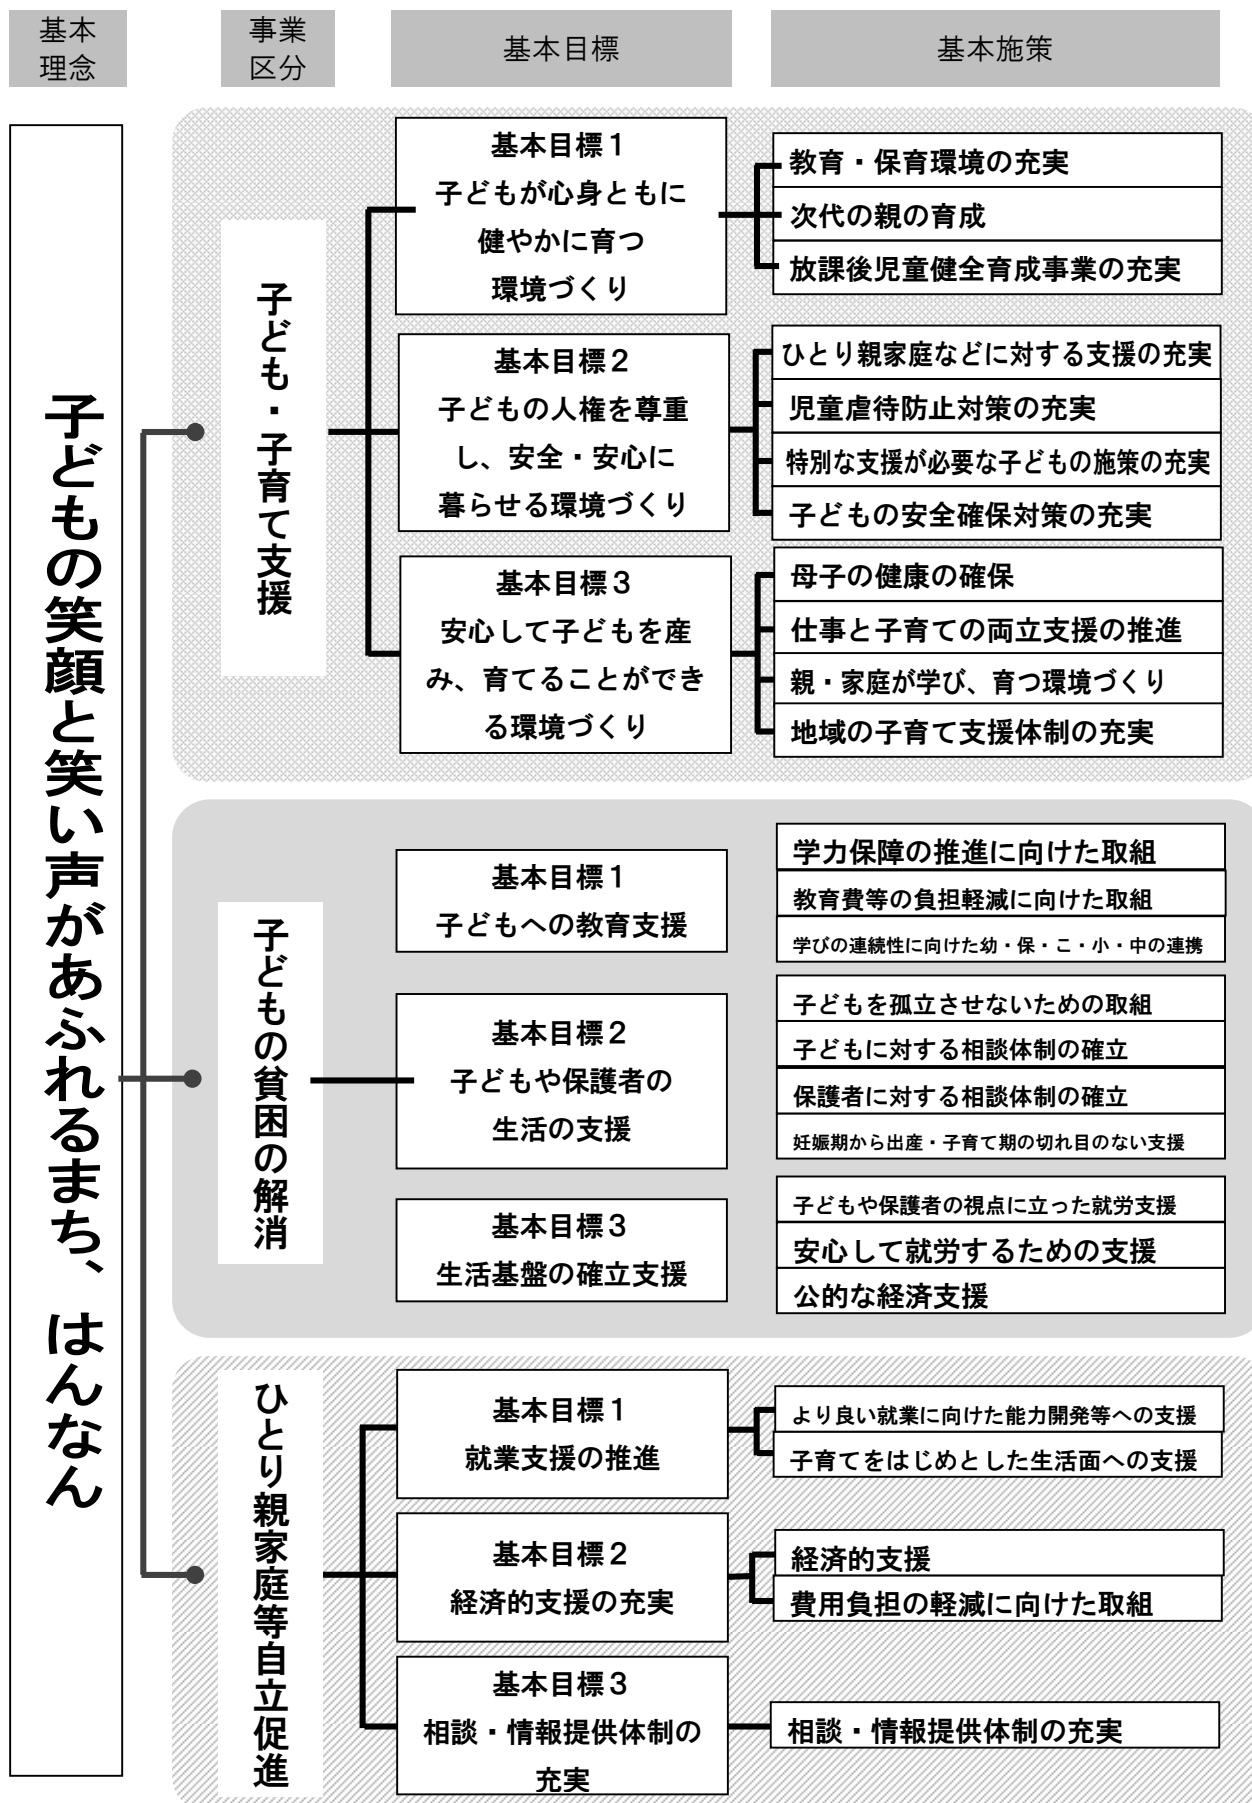 基本
理念
事業
区分
基本目標
基本施策
子どもの笑顔と笑い声があふれるまち、はんなん
子ども・子育て支援
基本目標１
子どもが心身ともに
健やかに育つ
環境づくり
教育・保育環境の充実
次代の親の育成
放課後児童健全育成事業の充実
基本目標２
子どもの人権を尊重
し、安全・安心に
暮らせる環境づくり
ひとり親家庭などに対する支援の充実
児童虐待防止対策の充実
特別な支援が必要な子どもの施策の充実
子どもの安全確保対策の充実
基本目標３
安心して子どもを産
み、育てることができ
る環境づくり
母子の健康の確保
仕事と子育ての両立支援の推進
親・家庭が学び、育つ環境づくり
地域の子育て支援体制の充実
子どもの貧困の解消
基本目標１
子どもへの教育支援
学力保障の推進に向けた取組
教育費等の負担軽減に向けた取組
学びの連続性に向けた幼・保・こ・小・中の連携
基本目標２
子どもや保護者の
生活の支援
子どもを孤立させないための取組
子どもに対する相談体制の確立
保護者に対する相談体制の確立
妊娠期から出産・子育て期の切れ目のない支援
基本目標３
生活基盤の確立支援
子どもや保護者の視点に立った就労支援
安心して就労するための支援
公的な経済支援
ひとり親家庭等自立促進
基本目標１
就業支援の推進
より良い就業に向けた能力開発等への支援
子育てをはじめとした生活面への支援
基本目標２
経済的支援の充実
経済的支援
費用負担の軽減に向けた取組
基本目標３
相談・情報提供体制の
充実
相談・情報提供体制の充実